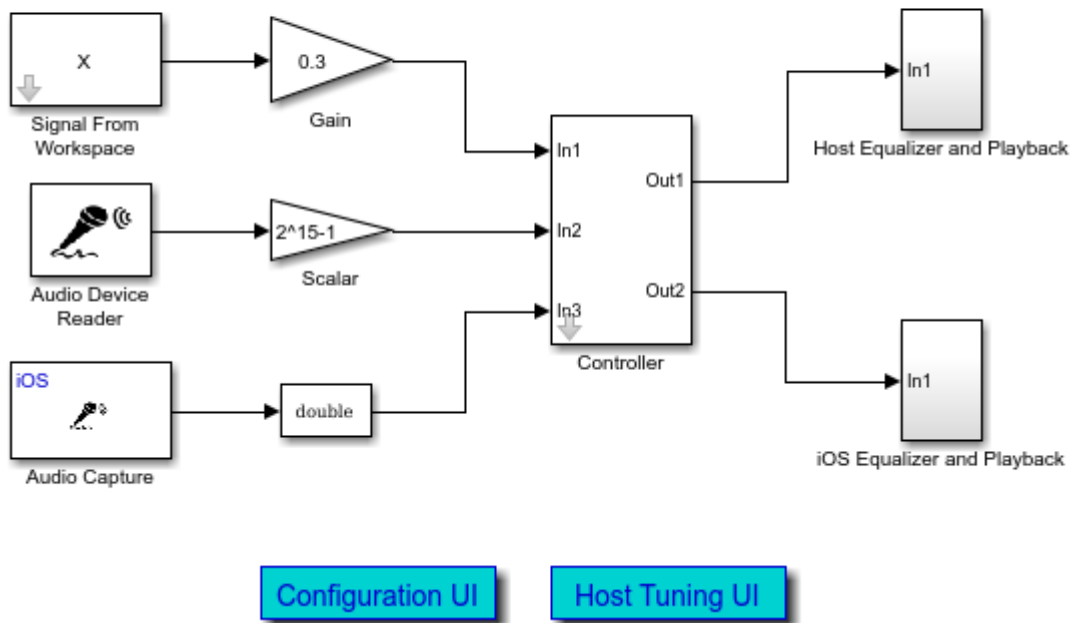 X
Signal From
Workspace
0.3
Gain
Audio Device
Reader
2^15-1
Scalar
iOS
Audio Capture
double
In1
In2
In3
Out1
Out2
Controller
In1
Host Equalizer and Playback
In1
iOS Equalizer and Playback
Configuration UI
Host Tuning UI